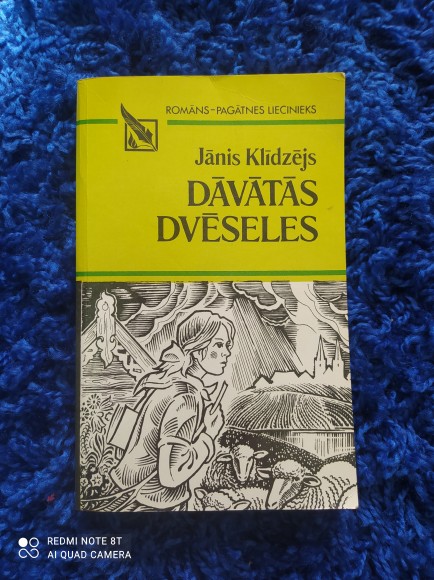 ROMĀNS-PAGĀTNES LIECINIEKS
Jānis Klīdzējs
DĀVĀTĀS
DVĒSELES
REDMI NOTE 8T
AI QUAD CAMERA